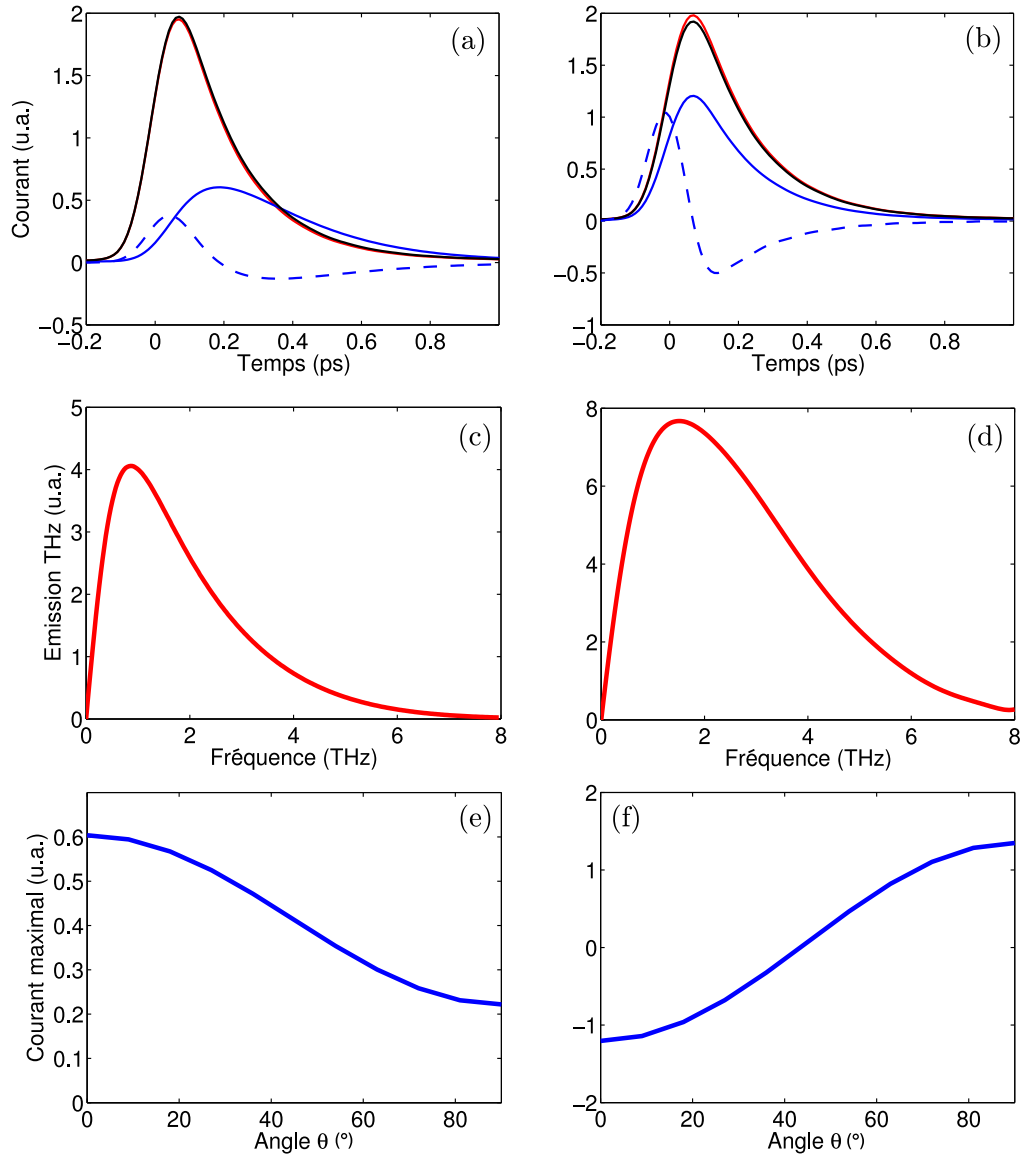 (a)
Courant (u.a.)
2
1.5
1
0.5
0
−0.5
−0.2 0 0.2 0.4 0.6 0.8
Temps (ps)
(b)
2
1.5
1
0.5
0
−0.5
−1
−0.2 0 0.2 0.4 0.6 0.8
Temps (ps)
(c)
Emission THz (u.a.)
5
4
3
2
1
0
0 2 4 6 8
Fréquence (THz)
(d)
8
6
4
2
0
0 2 4 6 8
Fréquence (THz)
(e)
Courant maximal (u.a.)
0.6
0.5
0.4
0.3
0.2
0.1
0
0 20 40 60 80
Angle θ (°)
(f)
2
1
0
−1
−2
0 20 40 60 80
Angle θ (°)